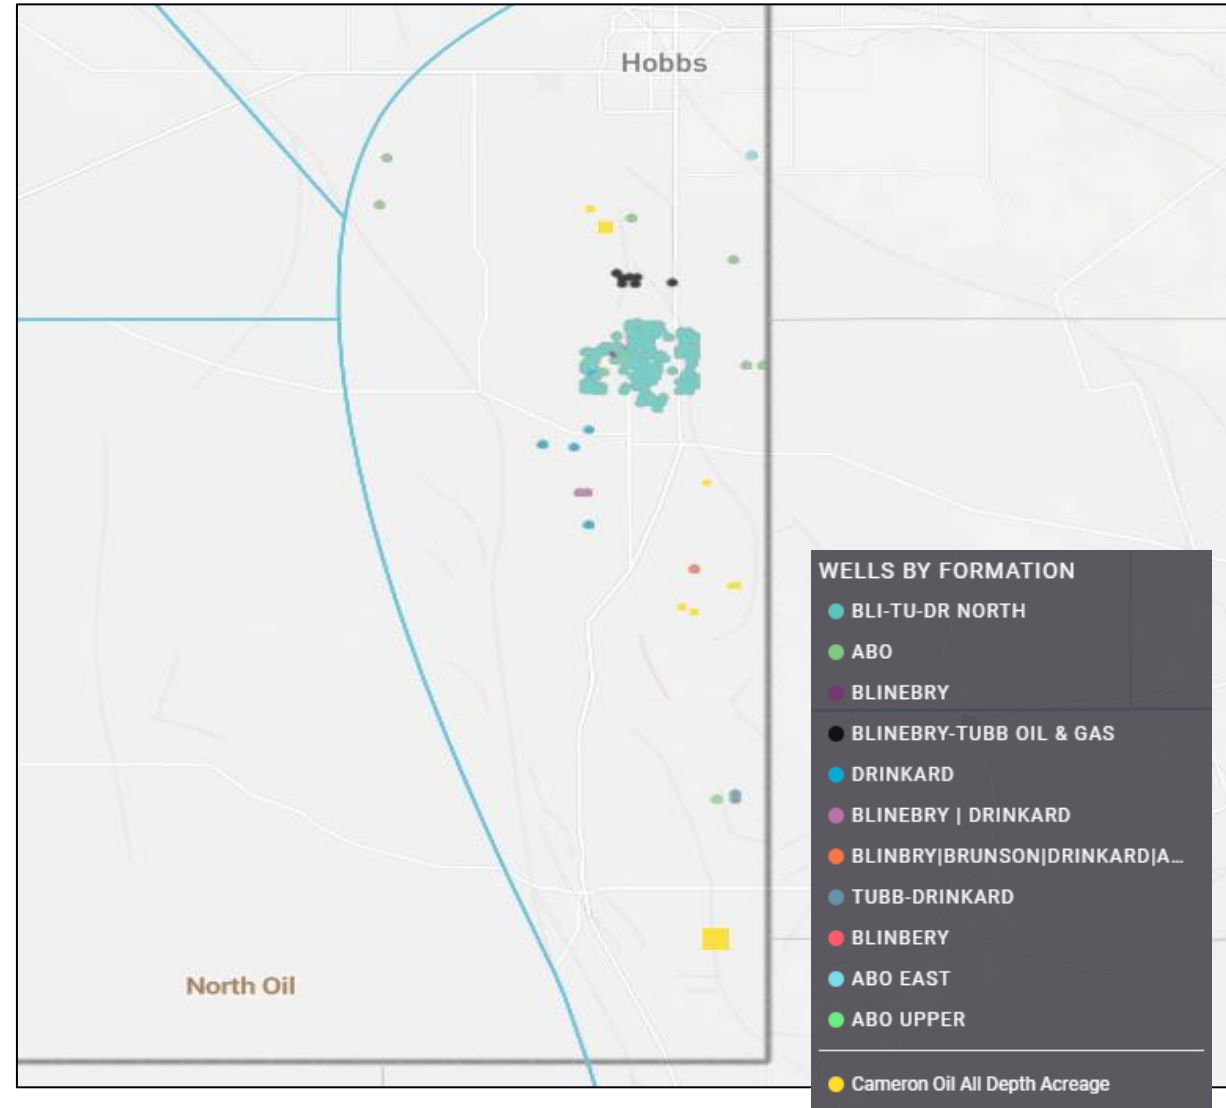 Hobbs
North Oil
WELLS BY FORMATION
BLI-TU-DR NORTH
ABO
BLINEBRY
BLINEBRY-TUBB OIL & GAS
DRINKARD
BLINEBRY | DRINKARD
BLINBRY|BRUNSON|DRINKARD|A...
TUBB-DRINKARD
BLINBERY
ABO EAST
ABO UPPER
Cameron Oil All Depth Acreage